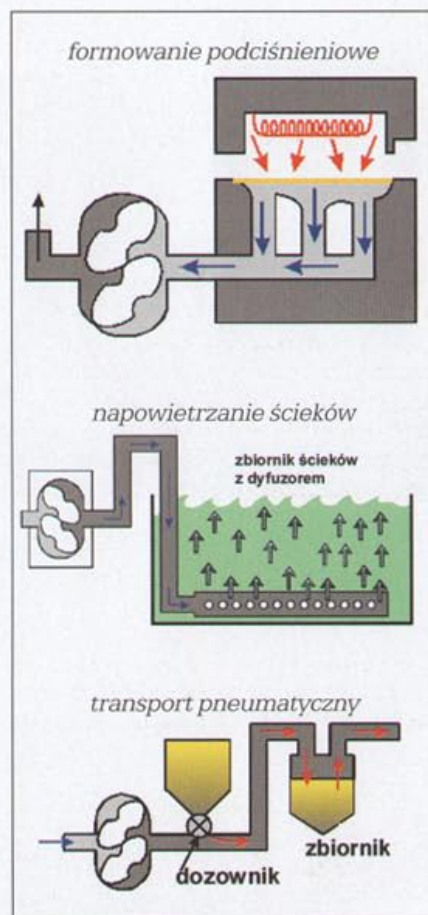 formowanie podciśnieniowe
napowietrzanie ścieków
zbiornik ścieków
z dyfuzorem
transport pneumatyczny
dozownik
zbiornik